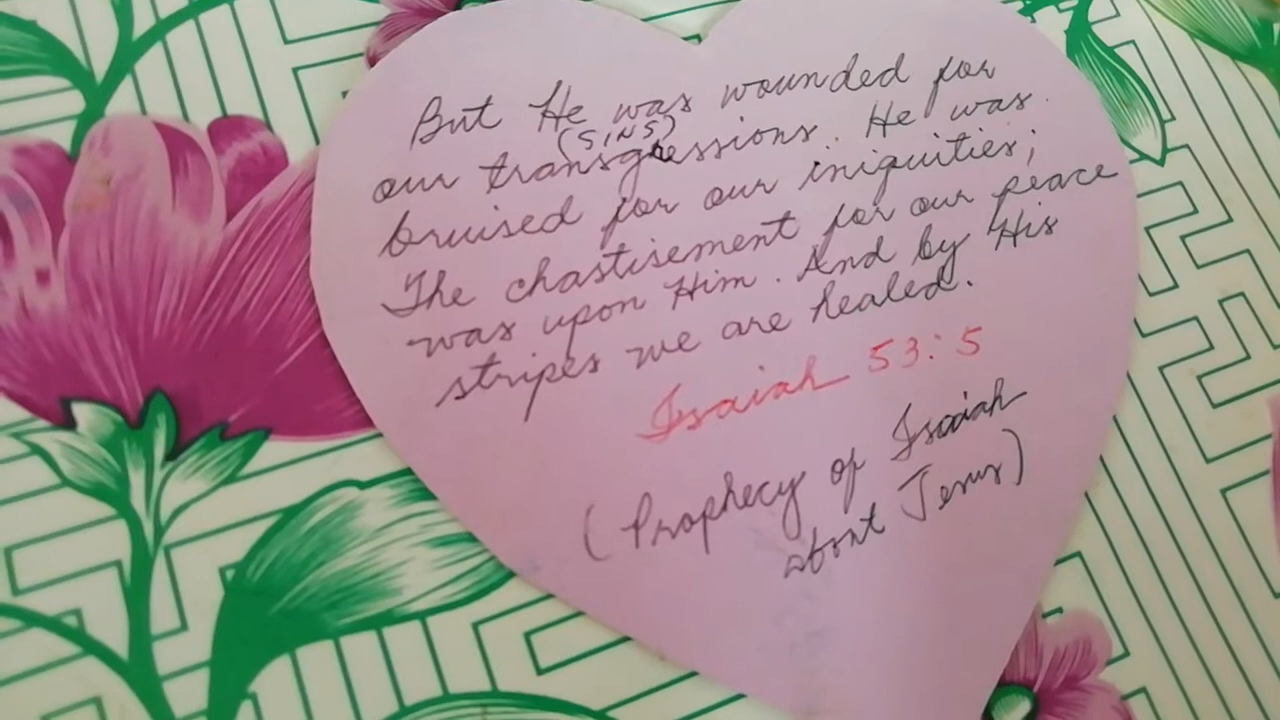 But He was wounded for
(SINS)
our transgressions. He was
bruised for our iniquities;
The chastisement for our peace
was upon Him. And by His
stripes we are healed.
Isaiah 53:5
(Prophecy of Isaiah
about Jesus)